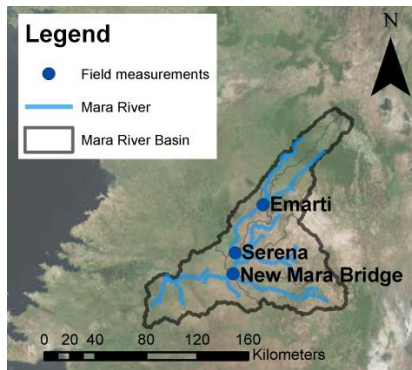 Legend
Field measurements
Mara River
Mara River Basin
N
Emarti
Serena
New Mara Bridge
0 20 40 80 120 160
Kilometers